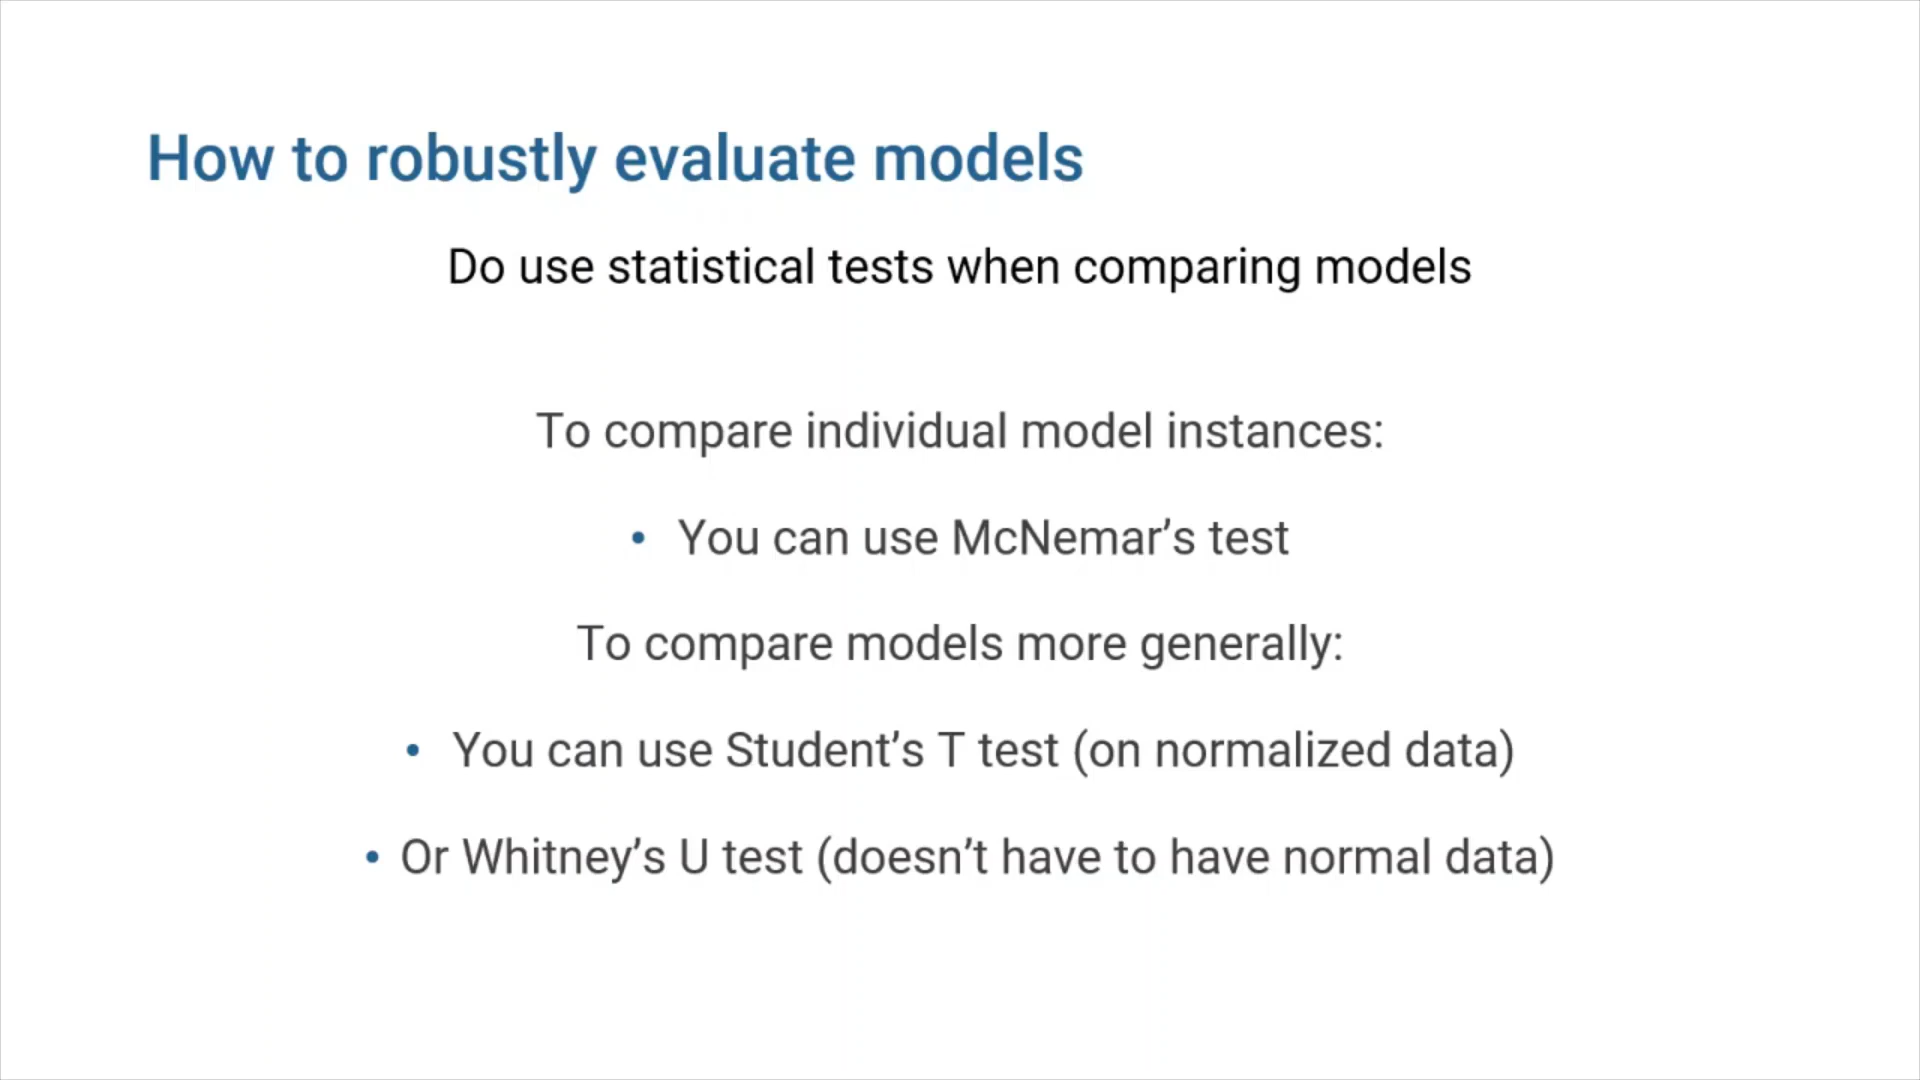 How to robustly evaluate models
Do use statistical tests when comparing models
To compare individual model instances:
• You can use McNemar’s test
To compare models more generally:
• You can use Student’s T test (on normalized data)
• Or Whitney’s U test (doesn’t have to have normal data)